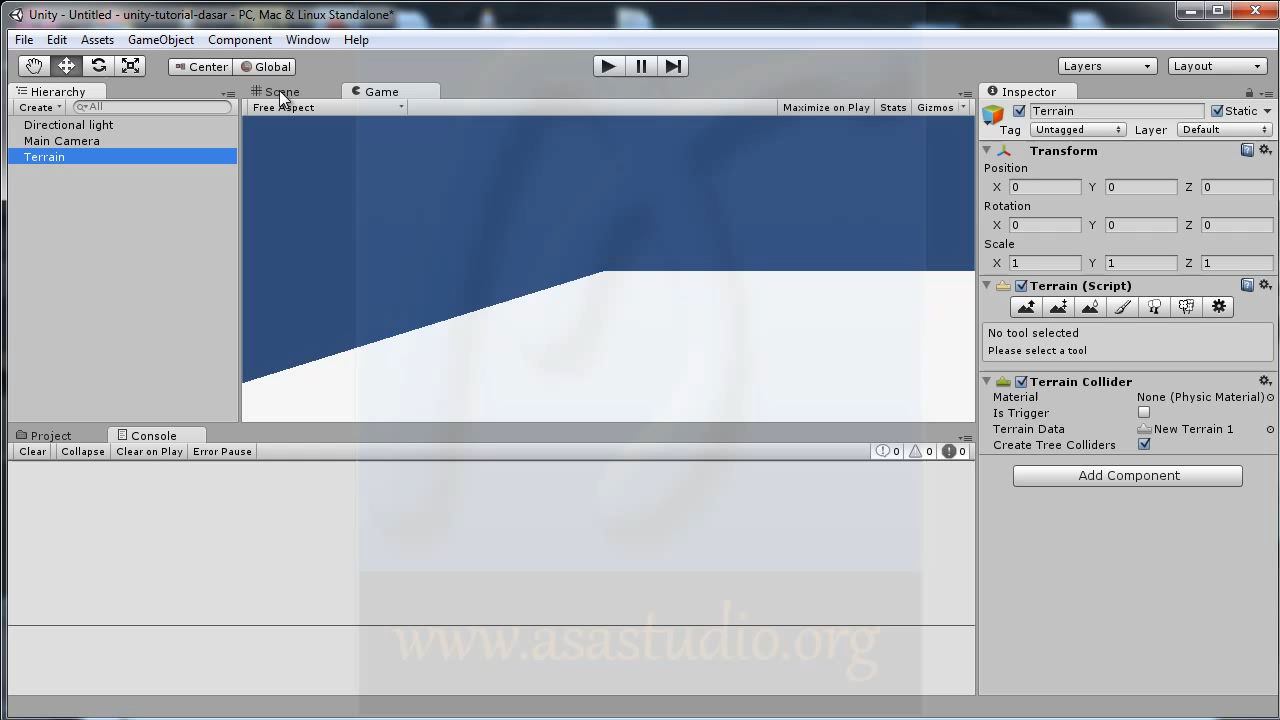 Unity - Untitled - unity-tutorial-dasar - PC, Mac & Linux Standalone*
File Edit Assets GameObject Component Window Help
Center Global Layers Layout
Hierarchy Scene Game Inspector
Create All Free Aspect Maximize on Play Stats Gizmos Terrain Static
Directional light
Tag Untagged Layer Default
Main Camera
Terrain
Transform
Position
X 0 Y 0 Z 0
Rotation
X 0 Y 0 Z 0
Scale
X 1 Y 1 Z 1
Terrain (Script)
No tool selected
Please select a tool
Terrain Collider
Material None (Physic Material)
Is Trigger
Terrain Data New Terrain 1
Create Tree Colliders
Add Component
Project Console
Clear Collapse Clear on Play Error Pause 0 0 0
www.asastudio.org